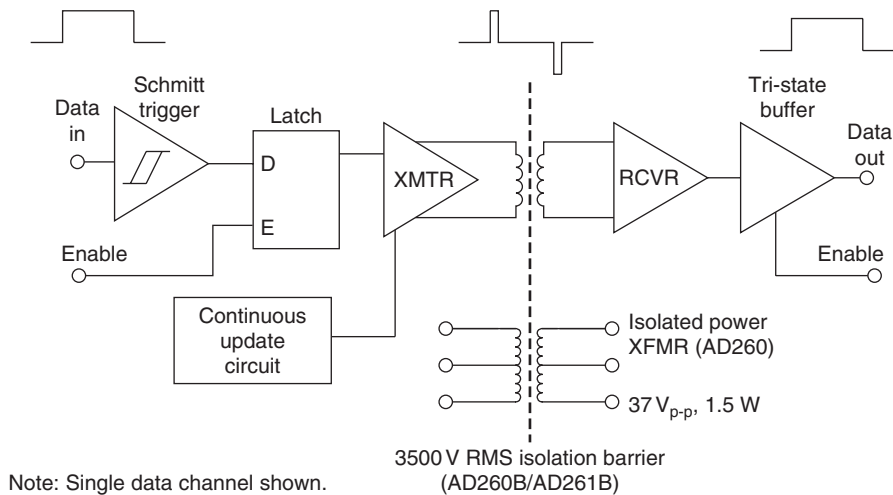 Schmitt
trigger
Data
in
Latch
D
E
Enable
XMTR
Continuous
update
circuit
RCVR
Tri-state
buffer
Data
out
Enable
Isolated power
XFMR (AD260)
37 Vp-p, 1.5 W
3500 V RMS isolation barrier
(AD260B/AD261B)
Note: Single data channel shown.